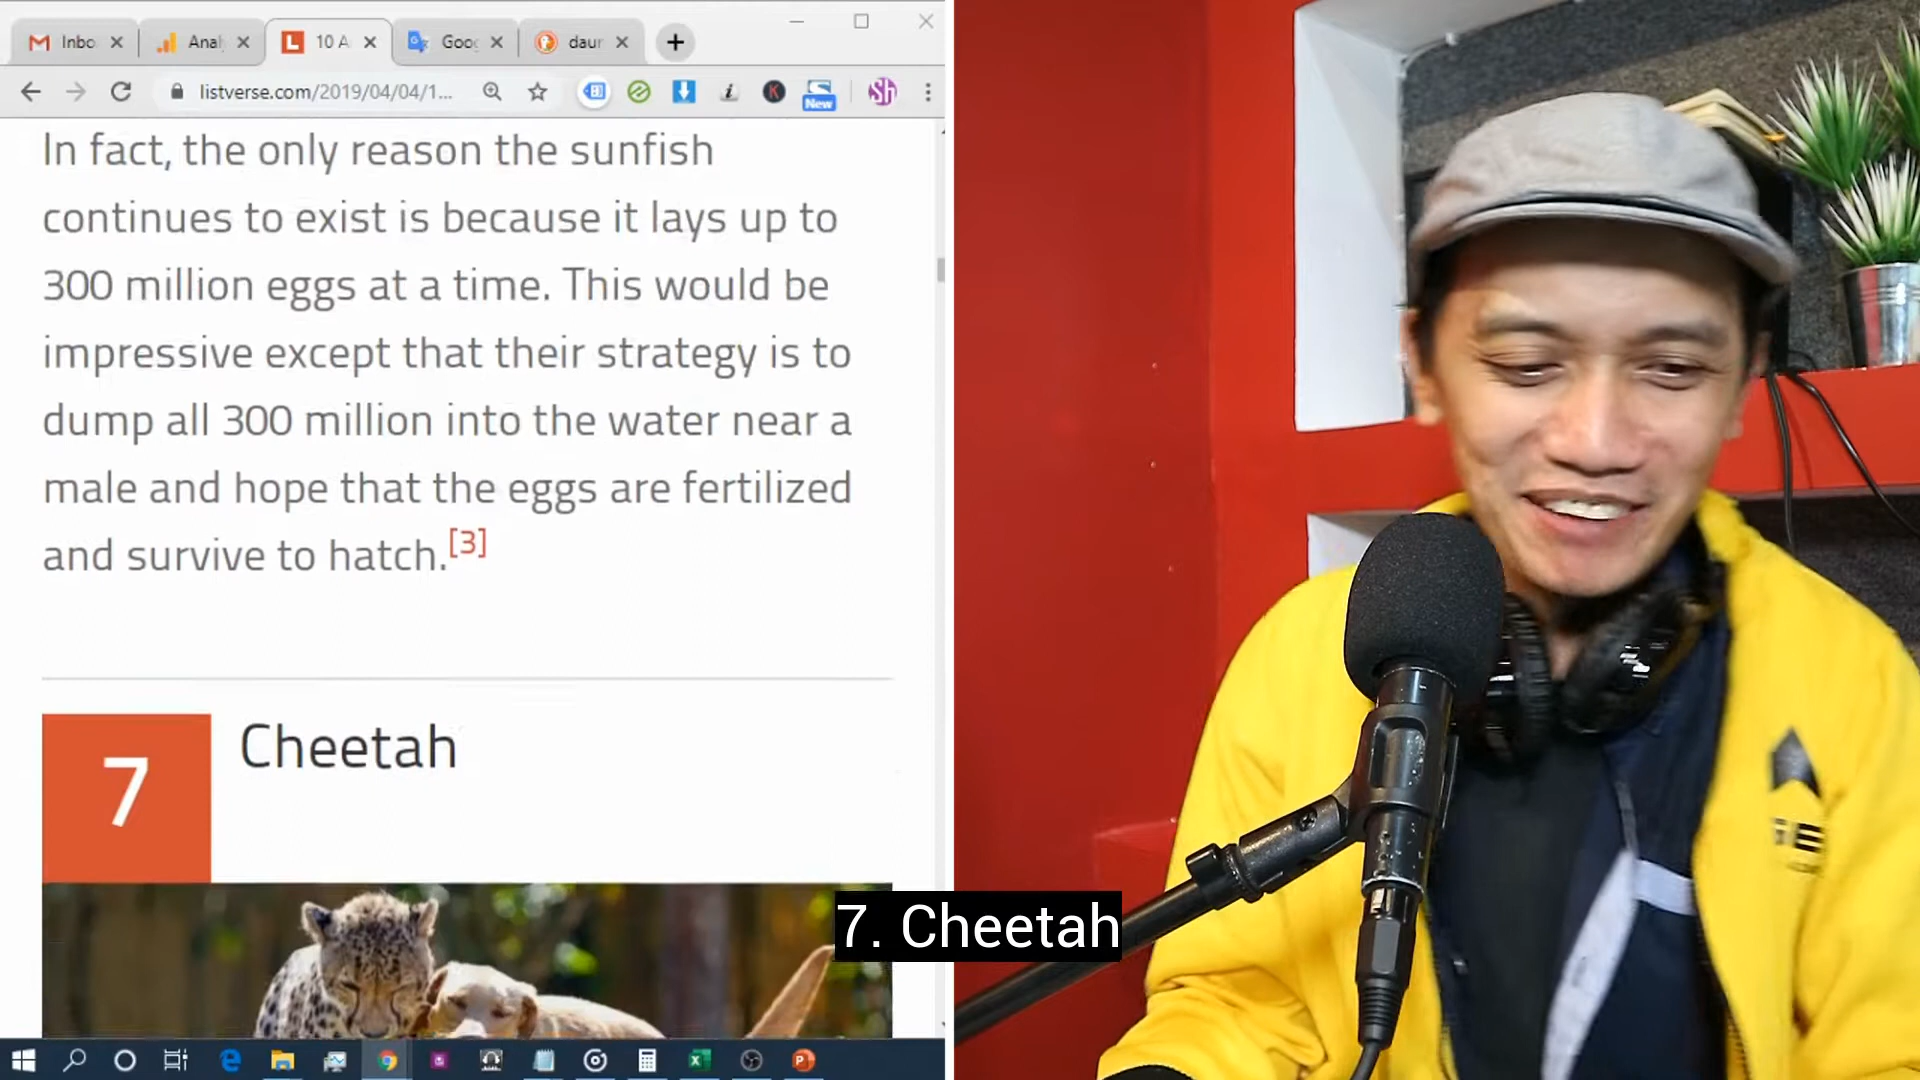 Inbo
Anal
10 A
Goog
daur
listverse.com/2019/04/04/1...
New
Sh
In fact, the only reason the sunfish
continues to exist is because it lays up to
300 million eggs at a time. This would be
impressive except that their strategy is to
dump all 300 million into the water near a
male and hope that the eggs are fertilized
and survive to hatch.[3]
7
Cheetah
7. Cheetah